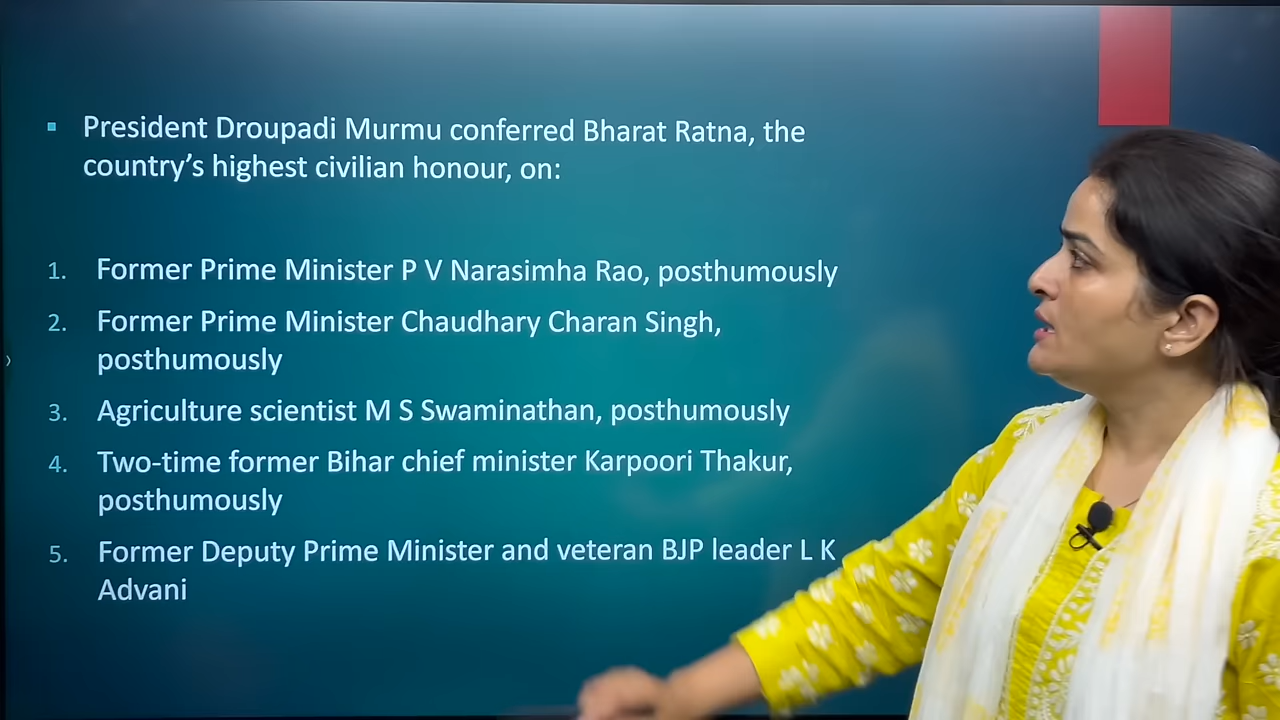 President Droupadi Murmu conferred Bharat Ratna, the
country's highest civilian honour, on:
1. Former Prime Minister P V Narasimha Rao, posthumously
2. Former Prime Minister Chaudhary Charan Singh,
posthumously
3. Agriculture scientist M S Swaminathan, posthumously
4. Two-time former Bihar chief minister Karpoori Thakur,
posthumously
5. Former Deputy Prime Minister and veteran BJP leader L K
Advani